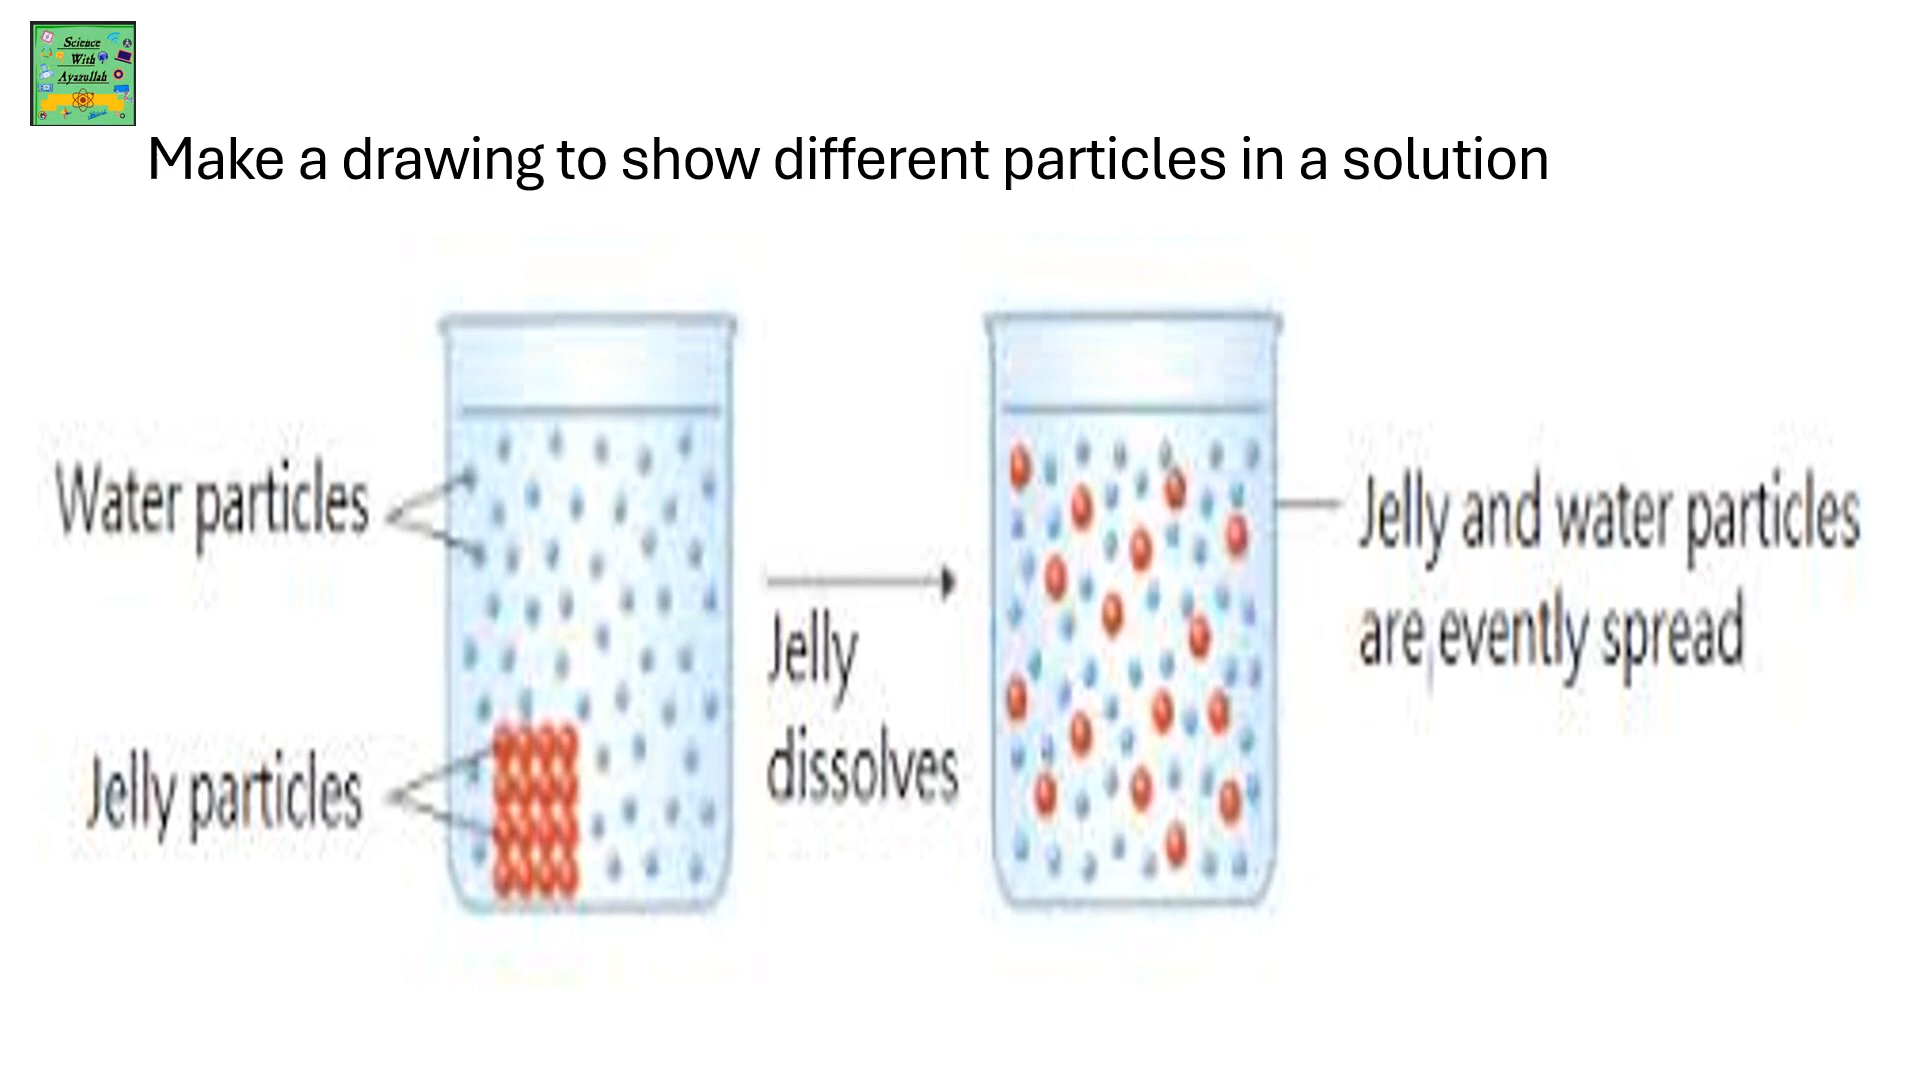 Science
With
Ayazullah
Make a drawing to show different particles in a solution
Water particles
Jelly particles
Jelly
dissolves
Jelly and water particles
are evently spread